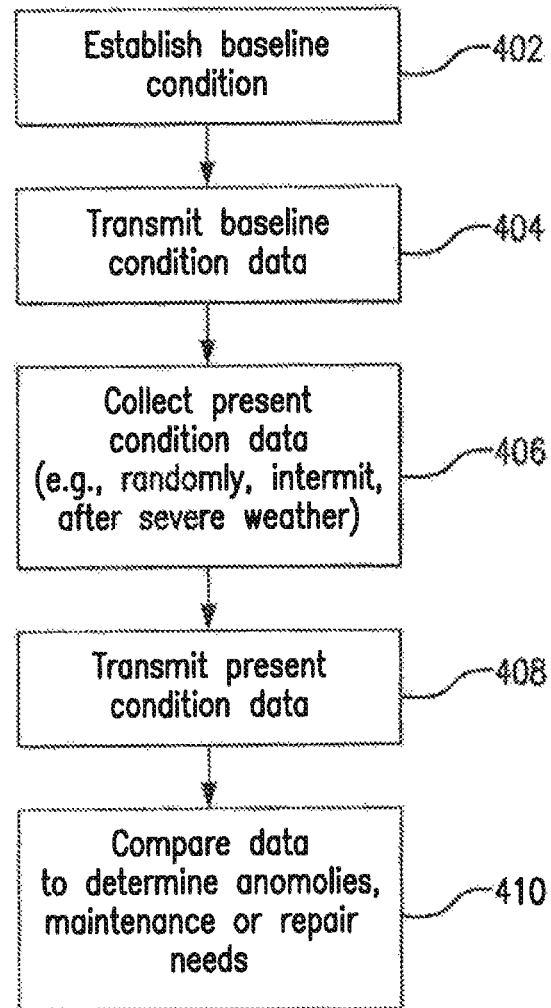 Establish baseline
condition
402
Transmit baseline
condition data
404
Collect present
condition data
(e.g., randomly, intermit,
after severe weather)
406
Transmit present
condition data
408
Compare data
to determine anomolies,
maintenance or repair
needs
410